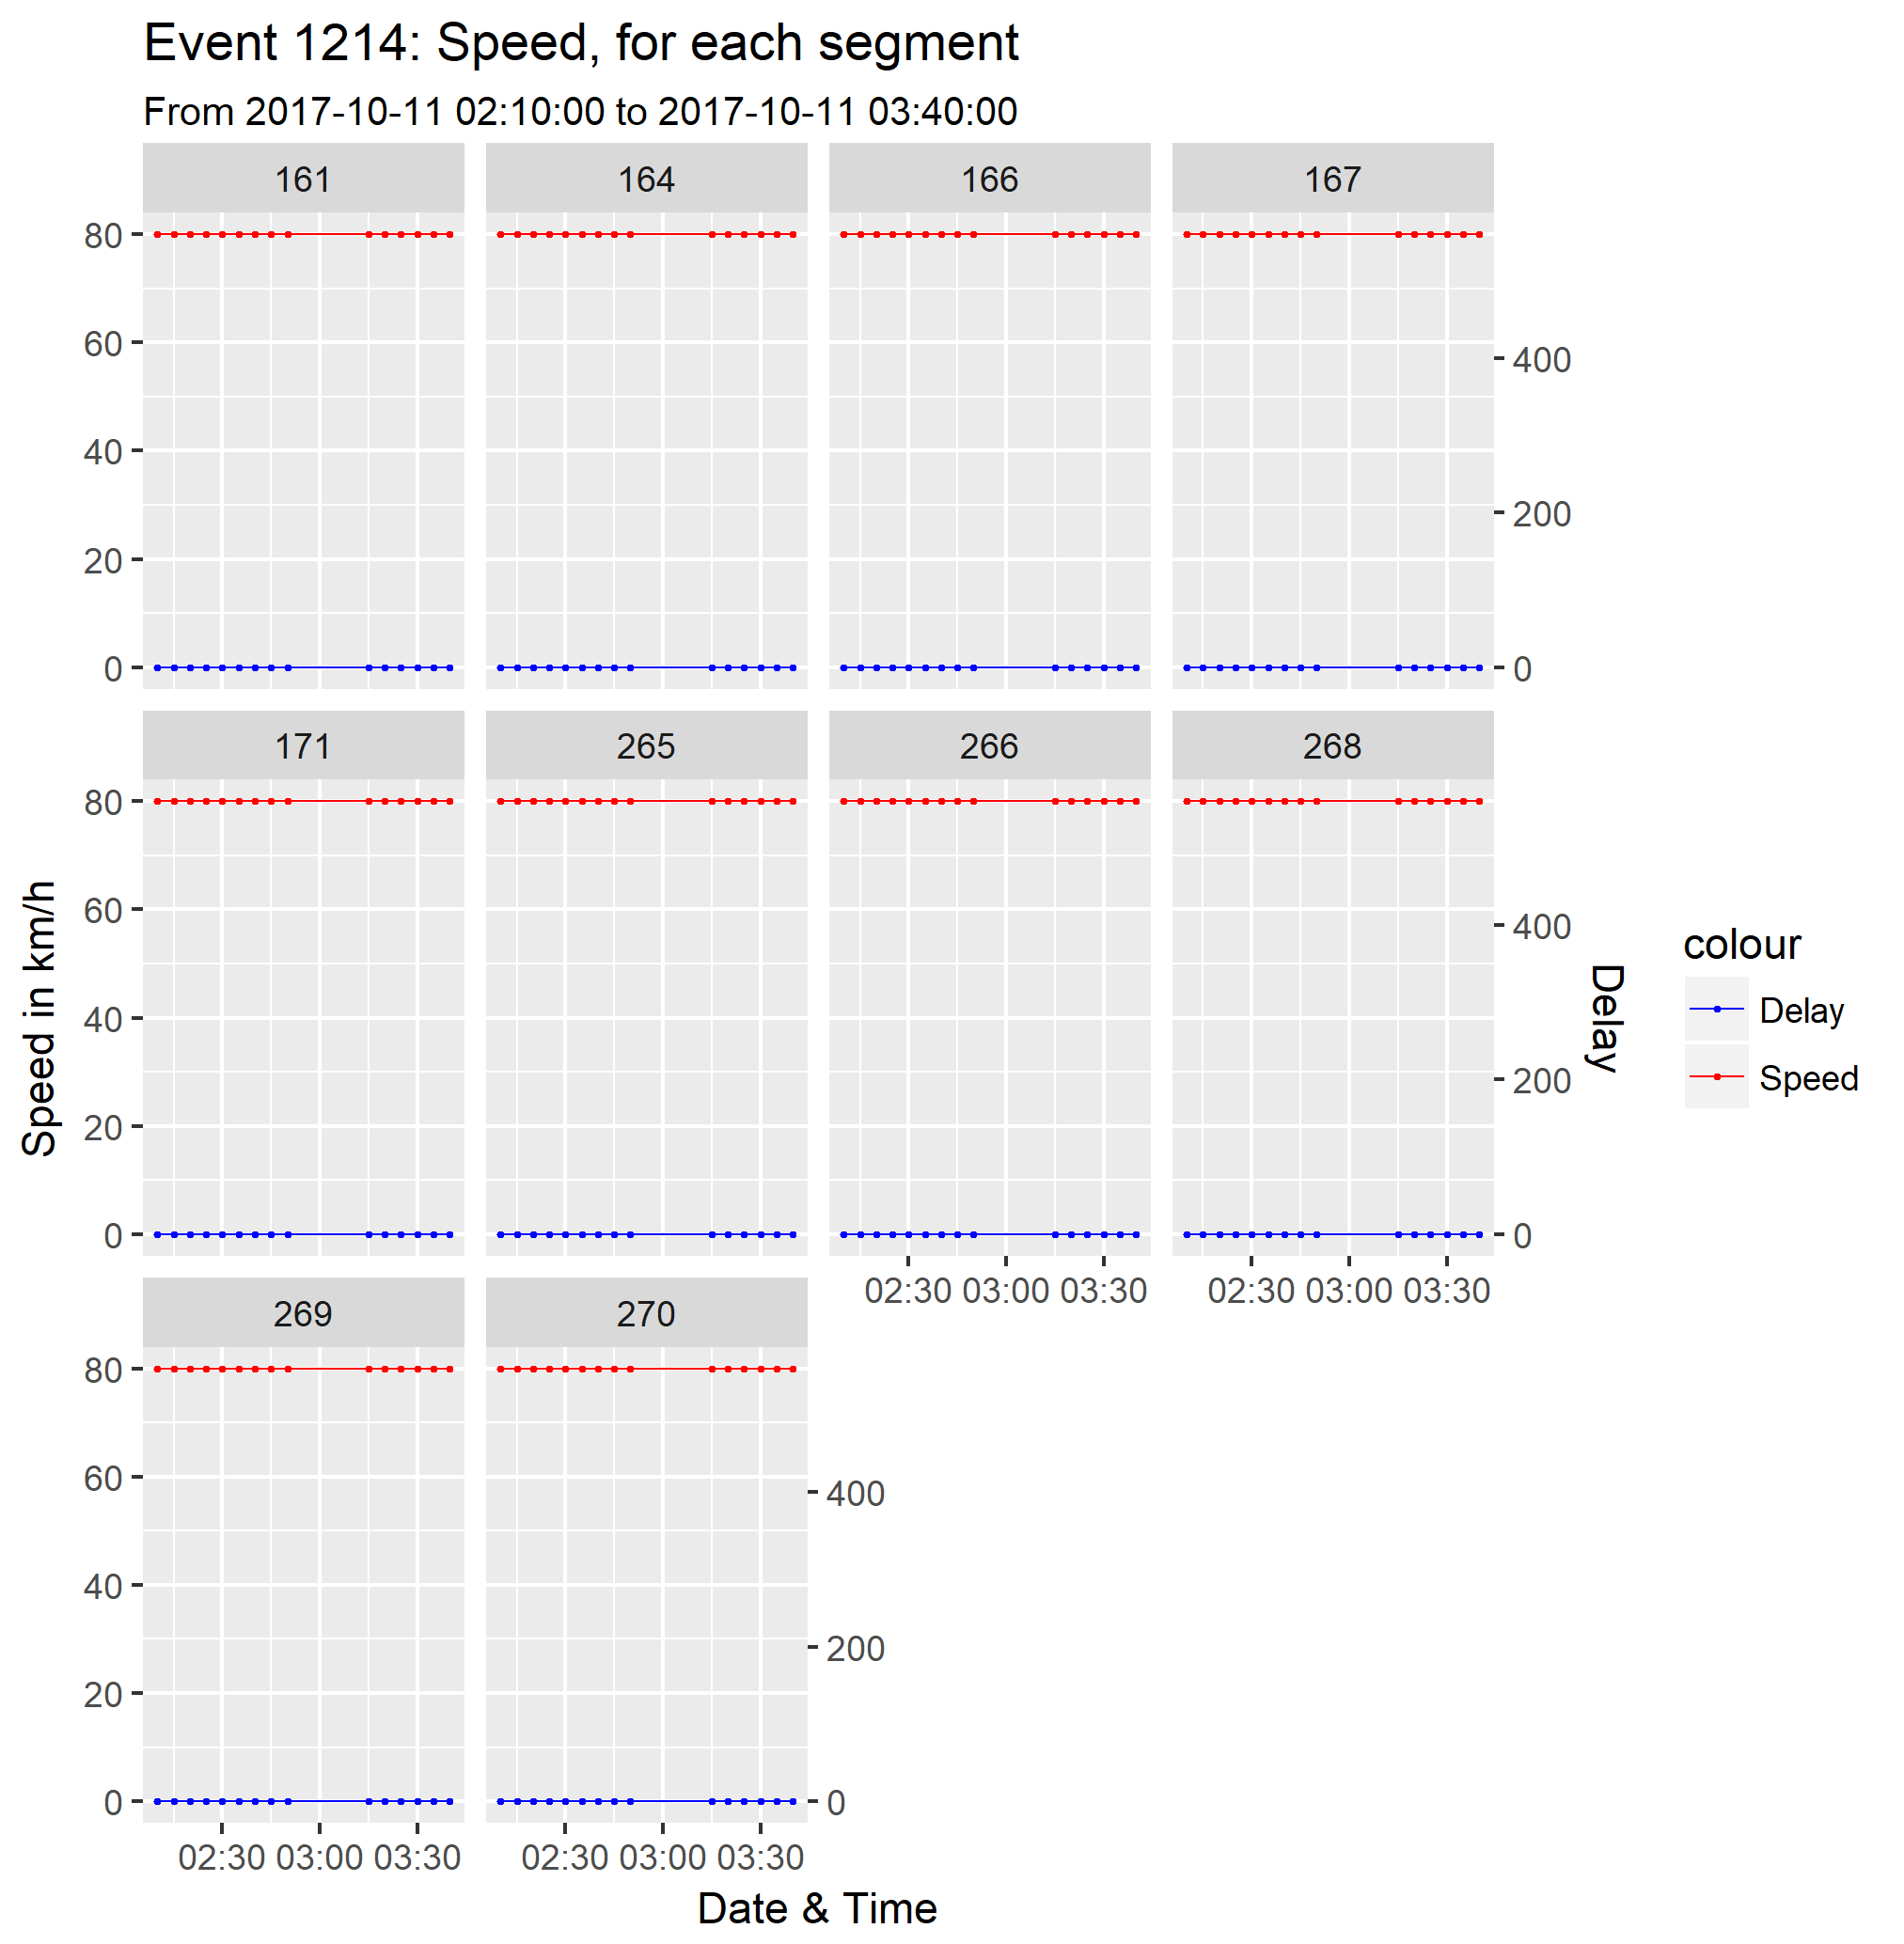 Event 1214: Speed, for each segment
From 2017-10-11 02:10:00 to 2017-10-11 03:40:00
161 164 166 167
80
60
40
20
0
400
200
0
171 265 266 268
80
60
40
20
0
400
200
0
02:30 03:00 03:30 02:30 03:00 03:30
269 270
80
60
40
20
0
400
200
0
02:30 03:00 03:30 02:30 03:00 03:30
Date & Time
Speed in km/h
Delay
colour
Delay
Speed